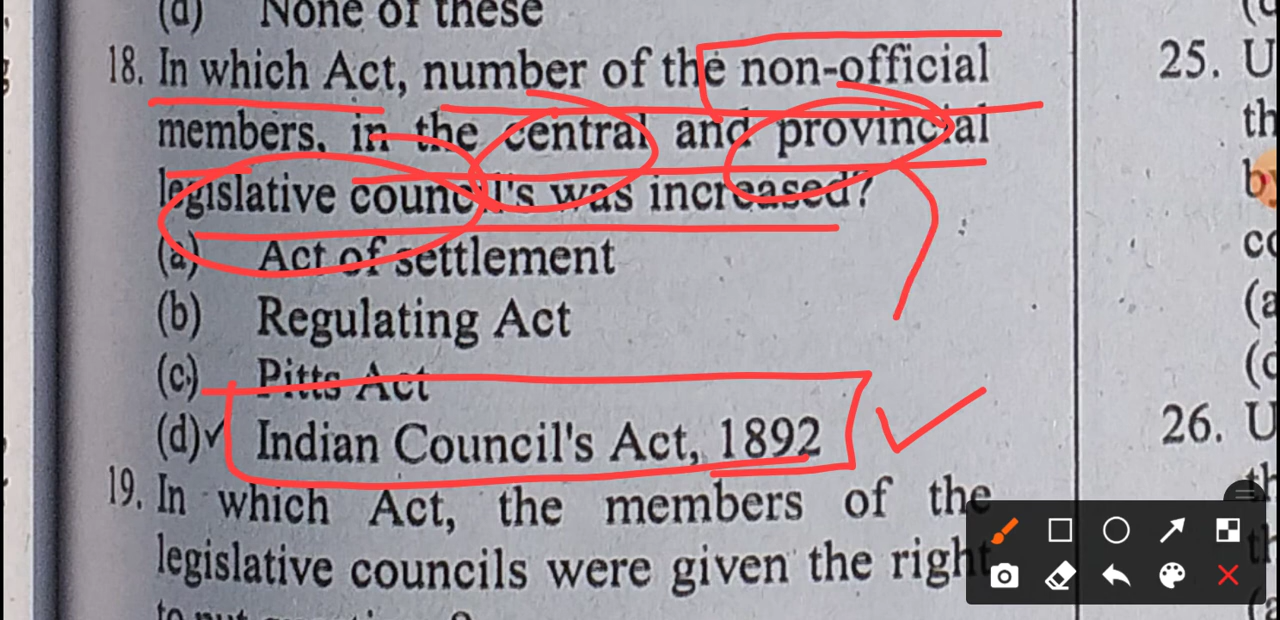 (d) None of these
18. In which Act, number of the non-official
members, in the central and provincial
legislative council's was increased?
(a) Act of settlement
(b) Regulating Act
(c) Pitts Act
(d) Indian Council's Act, 1892
19. In which Act, the members of the
legislative councils were given the right
25. U
th
26. U